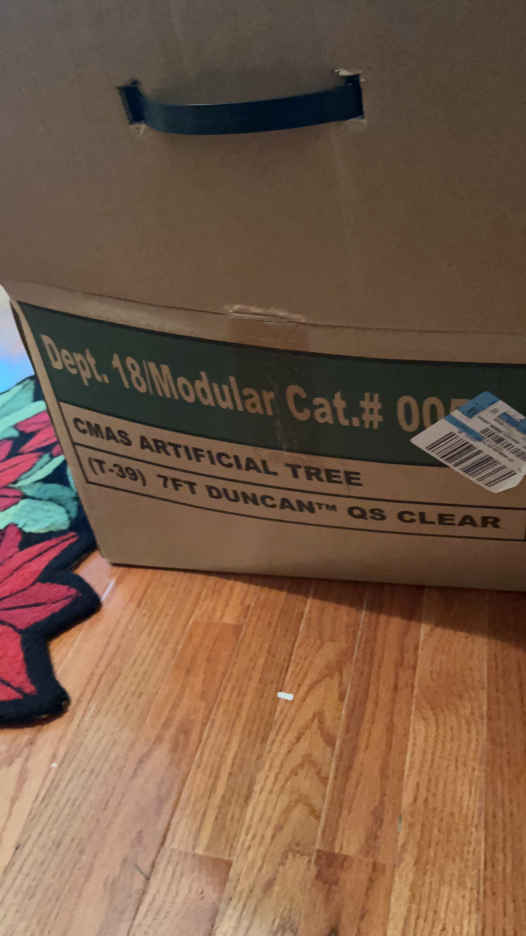 Dept. 18/Modular Cat.# 00
CMAS ARTIFICIAL TREE
(T-39) 7FT DUNCAN™ QS CLEAR